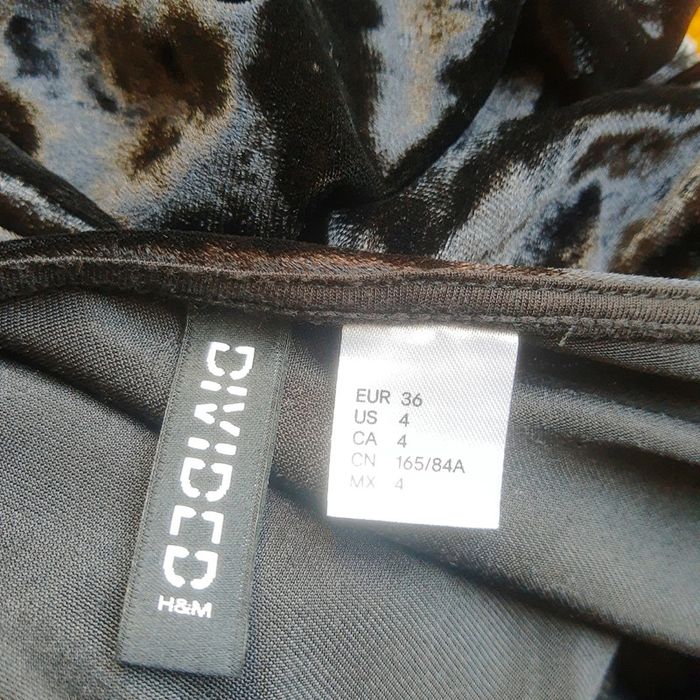 DIVIDED
H&M
EUR 36
US 4
CA 4
CN 165/84A
MX 4